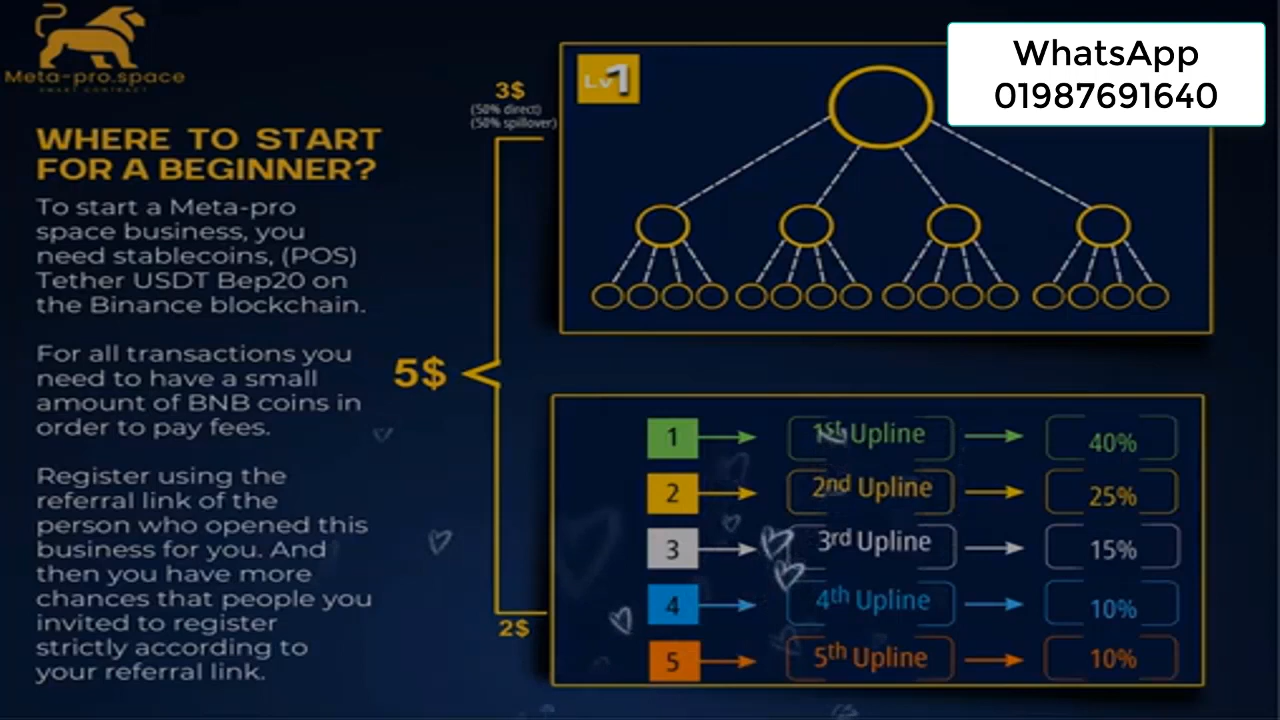 Meta-pro.space
SMART CONTRACT
WHERE TO START
FOR A BEGINNER?
To start a Meta-pro
space business, you
need stablecoins, (POS)
Tether USDT Bep20 on
the Binance blockchain.
For all transactions you
need to have a small
amount of BNB coins in
order to pay fees.
Register using the
referral link of the
person who opened this
business for you. And
then you have more
chances that people you
invited to register
strictly according to
your referral link.
5$
3$
(50% direct)
(50% spillover)
2$
Lv1
WhatsApp
01987691640
1 1st Upline 40%
2 2nd Upline 25%
3 3rd Upline 15%
4 4th Upline 10%
5 5th Upline 10%